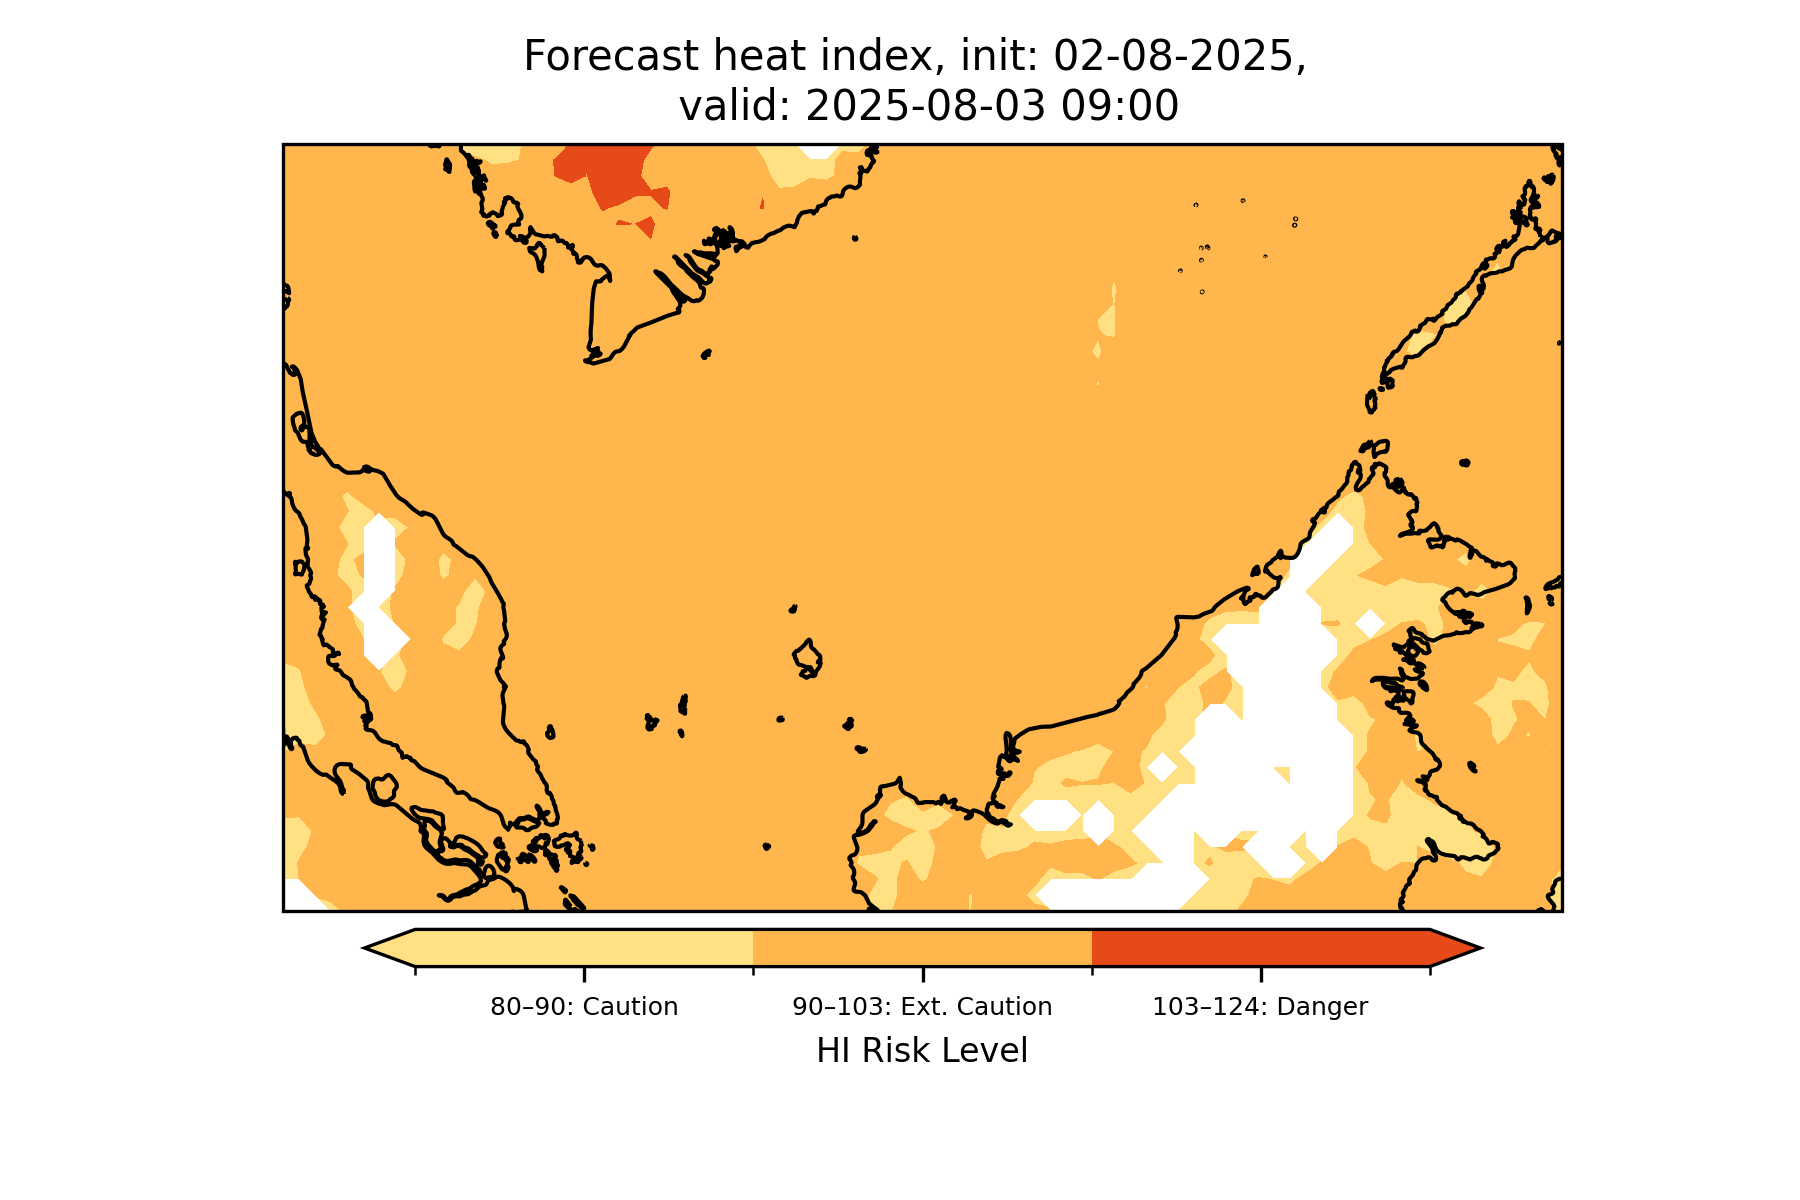 Forecast heat index, init: 02-08-2025,
valid: 2025-08-03 09:00
80–90: Caution
90–103: Ext. Caution
103–124: Danger
HI Risk Level